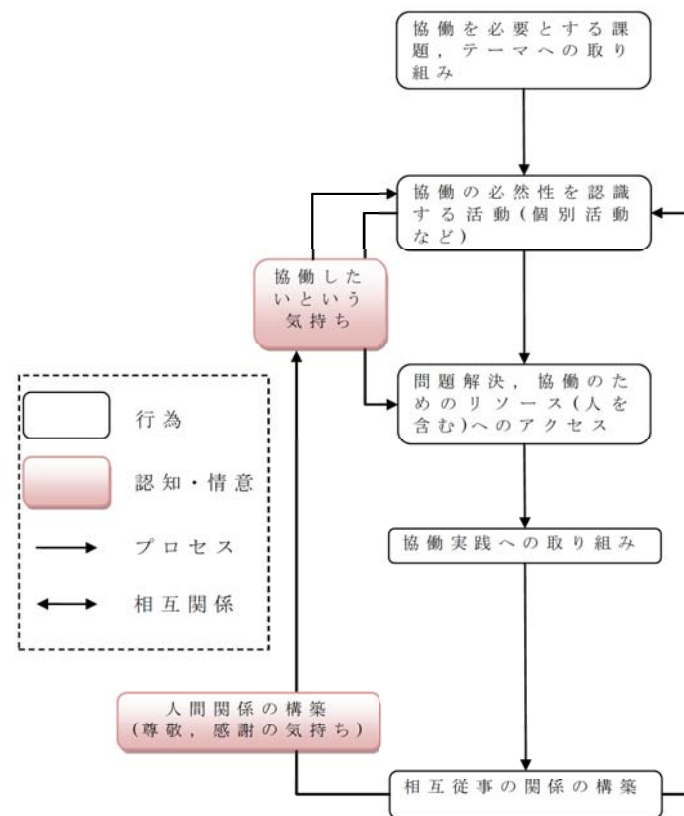 協働を必要とする課
題，テーマへの取り
組み
協働の必然性を認識
する活動(個別活動
など)
協働した
いという
気持ち
問題解決，協働のた
めのリソース(人を
含む)へのアクセス
行為
認知・情意
プロセス
相互関係
協働実践への取り組み
人間関係の構築
(尊敬，感謝の気持ち)
相互従事の関係の構築